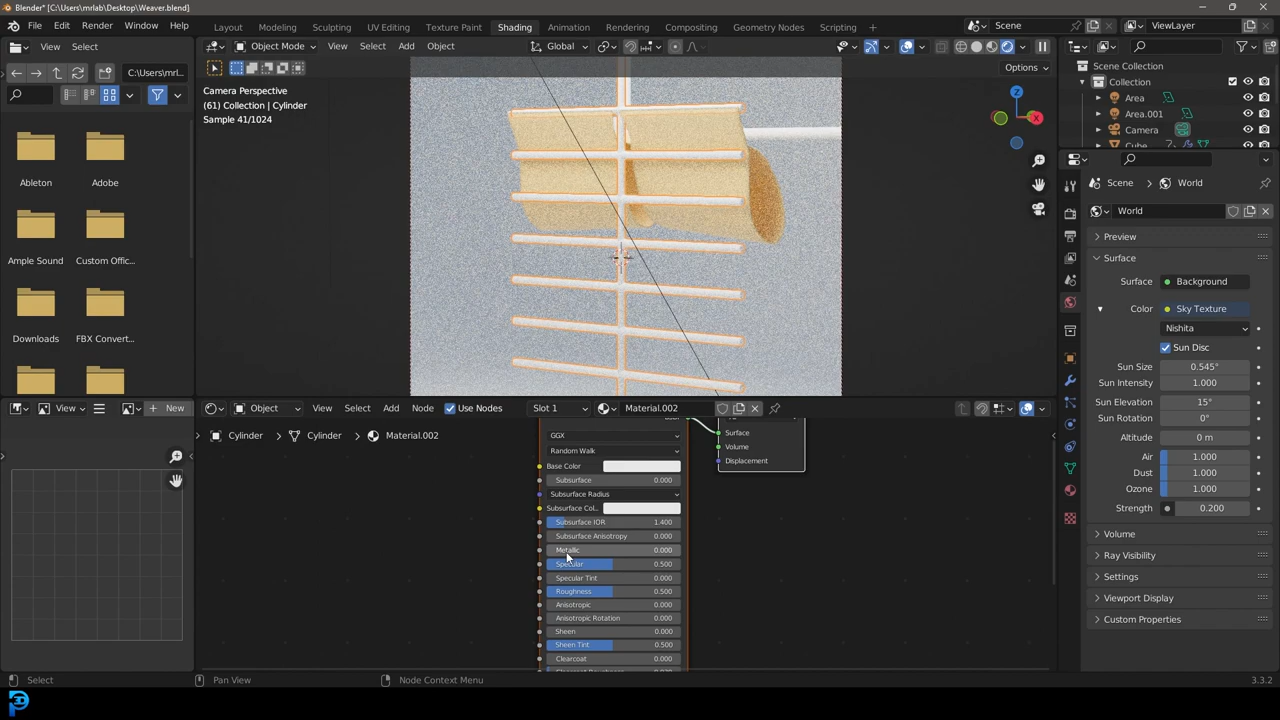 Blender* [C:\Users\mrlab\Desktop\Weaver.blend]
File Edit Render Window Help
Layout Modeling Sculpting UV Editing Texture Paint Shading Animation Rendering Compositing Geometry Nodes Scripting
Scene ViewLayer
View Select
Object Mode View Select Add Object Global
C:\Users\mrl...
Options
Camera Perspective
(61) Collection | Cylinder
Sample 41/1024
Z
X
Ableton Adobe
Ample Sound Custom Offic...
Downloads FBX Convert...
Scene Collection
Collection
Area
Area.001
Camera
Cube
Scene World
World
Preview
Surface
Surface Background
Color Sky Texture
Nishita
Sun Disc
Sun Size 0.545°
Sun Intensity 1.000
Sun Elevation 15°
Sun Rotation 0°
Altitude 0 m
Air 1.000
Dust 1.000
Ozone 1.000
Strength 0.200
Volume
Ray Visibility
Settings
Viewport Display
Custom Properties
View New
Object View Select Add Node Use Nodes Slot 1 Material.002
Cylinder Cylinder Material.002
GGX
Random Walk
Base Color
Subsurface 0.000
Subsurface Radius
Subsurface Col...
Subsurface IOR 1.400
Subsurface Anisotropy 0.000
Metallic 0.000
Specular 0.500
Specular Tint 0.000
Roughness 0.500
Anisotropic 0.000
Anisotropic Rotation 0.000
Sheen 0.000
Sheen Tint 0.500
Clearcoat 0.000
Surface
Volume
Displacement
Select Pan View Node Context Menu 3.3.2